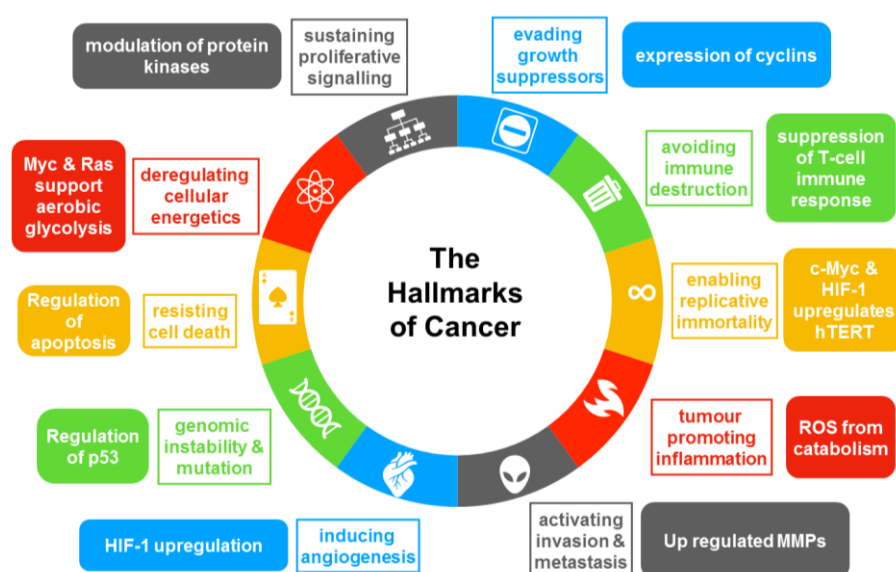 modulation of protein
kinases
sustaining
proliferative
signalling
evading
growth
suppressors
expression of cyclins
Myc & Ras
support
aerobic
glycolysis
deregulating
cellular
energetics
avoiding
immune
destruction
suppression
of T-cell
immune
response
The
Hallmarks
of Cancer
Regulation
of
apoptosis
resisting
cell death
A
A
∞
enabling
replicative
immortality
c-Myc &
HIF-1
upregulates
hTERT
Regulation
of p53
genomic
instability &
mutation
tumour
promoting
inflammation
ROS from
catabolism
HIF-1 upregulation
inducing
angiogenesis
activating
invasion &
metastasis
Up regulated MMPs